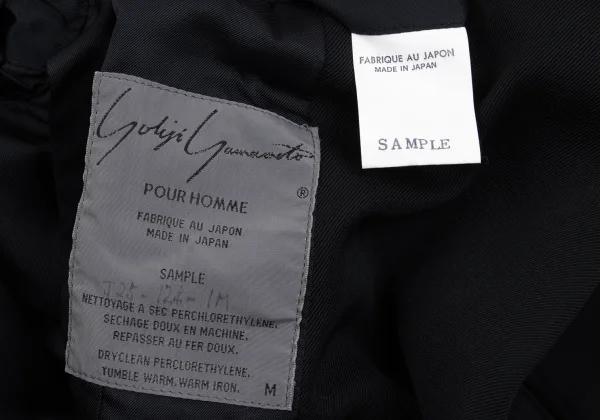 Yohji Yamamoto
®
POUR HOMME
FABRIQUE AU JAPON
MADE IN JAPAN
SAMPLE
NETTOYAGE A SEC PERCHLORETHYLENE.
SECHAGE DOUX EN MACHINE.
REPASSER AU FER DOUX.
DRYCLEAN PERCLORETHYLENE.
TUMBLE WARM. WARM IRON.
M
FABRIQUE AU JAPON
MADE IN JAPAN
SAMPLE